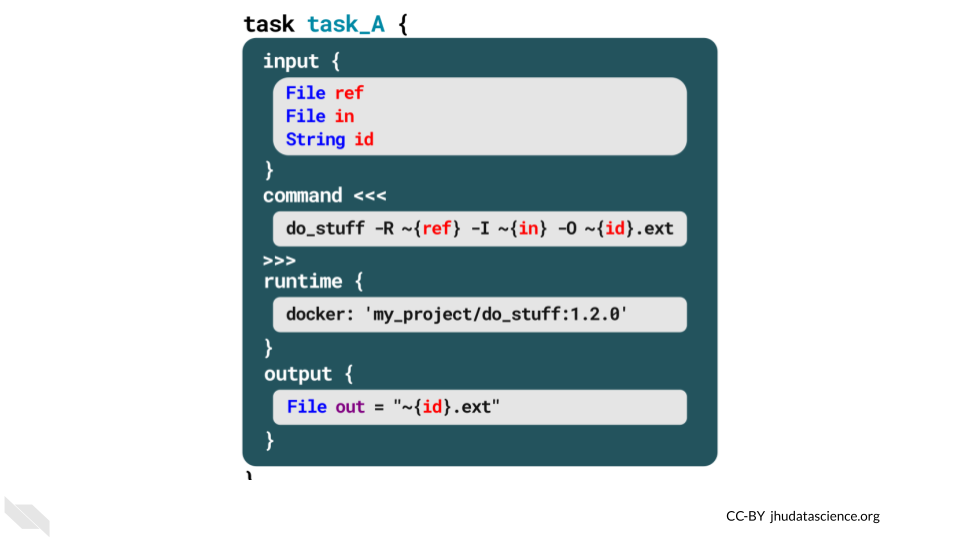 task task_A {
input {
File ref
File in
String id
}
command <<<
do_stuff -R ~{ref} -I ~{in} -O ~{id}.ext
>>>
runtime {
docker: 'my_project/do_stuff:1.2.0'
}
output {
File out = "~{id}.ext"
}
}
CC-BY jhudatascience.org